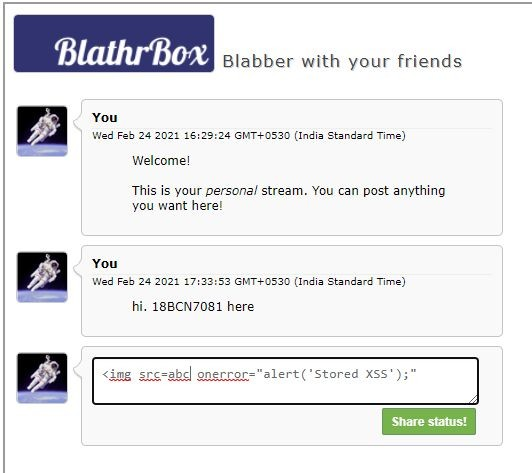 BlathrBox Blabber with your friends
You
Wed Feb 24 2021 16:29:24 GMT+0530 (India Standard Time)
Welcome!
This is your personal stream. You can post anything
you want here!
You
Wed Feb 24 2021 17:33:53 GMT+0530 (India Standard Time)
hi. 18BCN7081 here
<img src=abc onerror="alert('Stored XSS');"
Share status!